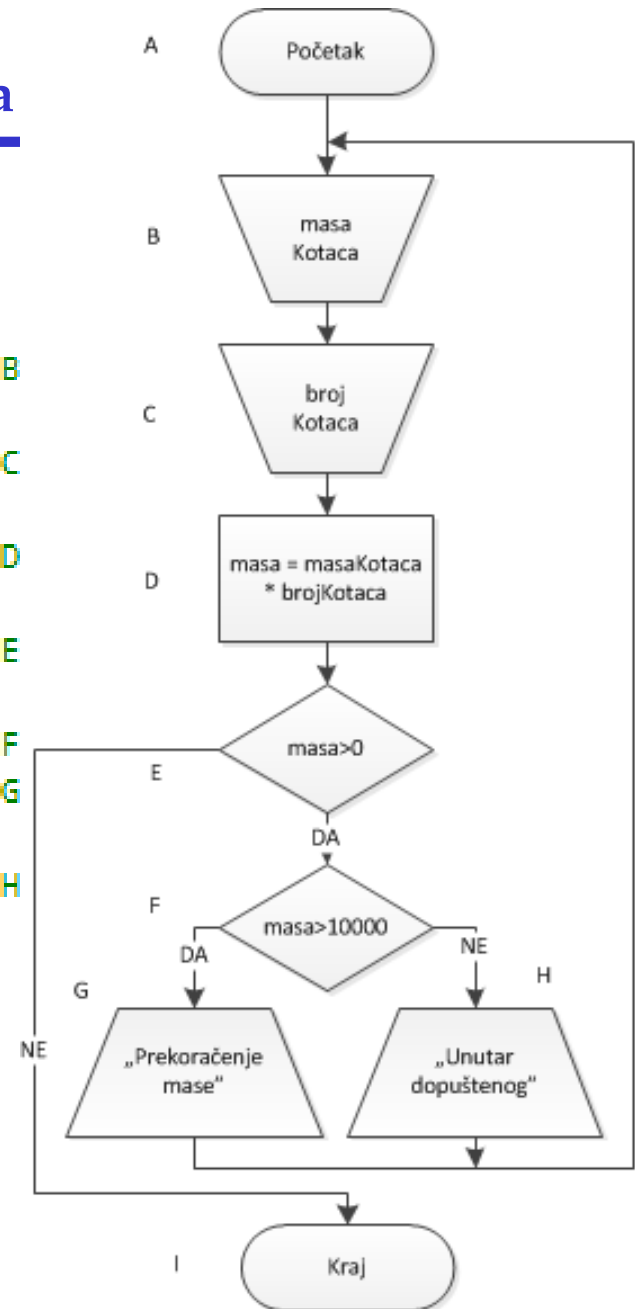 a
A
Početak
B
masa
Kotaca
B
C
broj
Kotaca
C
D
masa = masaKotaca
* brojKotaca
D
E
masa>0
E
DA
F
F
masa>10000
G
DA
NE
G
H
H
NE
„Prekoračenje
mase“
„Unutar
dopuštenog“
I
Kraj